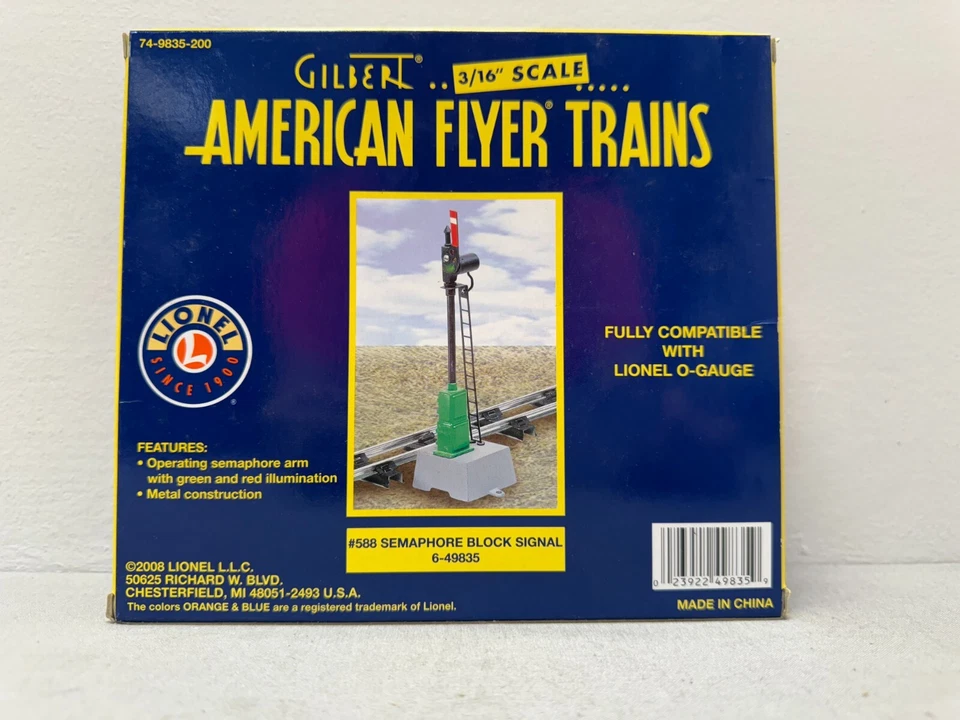 74-9835-200
GILBERT® .. 3/16" SCALE .....
AMERICAN FLYER® TRAINS
LIONEL
L
SINCE 1900
®
FULLY COMPATIBLE
WITH
LIONEL O-GAUGE
FEATURES:
• Operating semaphore arm
with green and red illumination
• Metal construction
#588 SEMAPHORE BLOCK SIGNAL
6-49835
©2008 LIONEL L.L.C.
50625 RICHARD W. BLVD.
CHESTERFIELD, MI 48051-2493 U.S.A.
The colors ORANGE & BLUE are a registered trademark of Lionel.
0 23922 49835 9
MADE IN CHINA